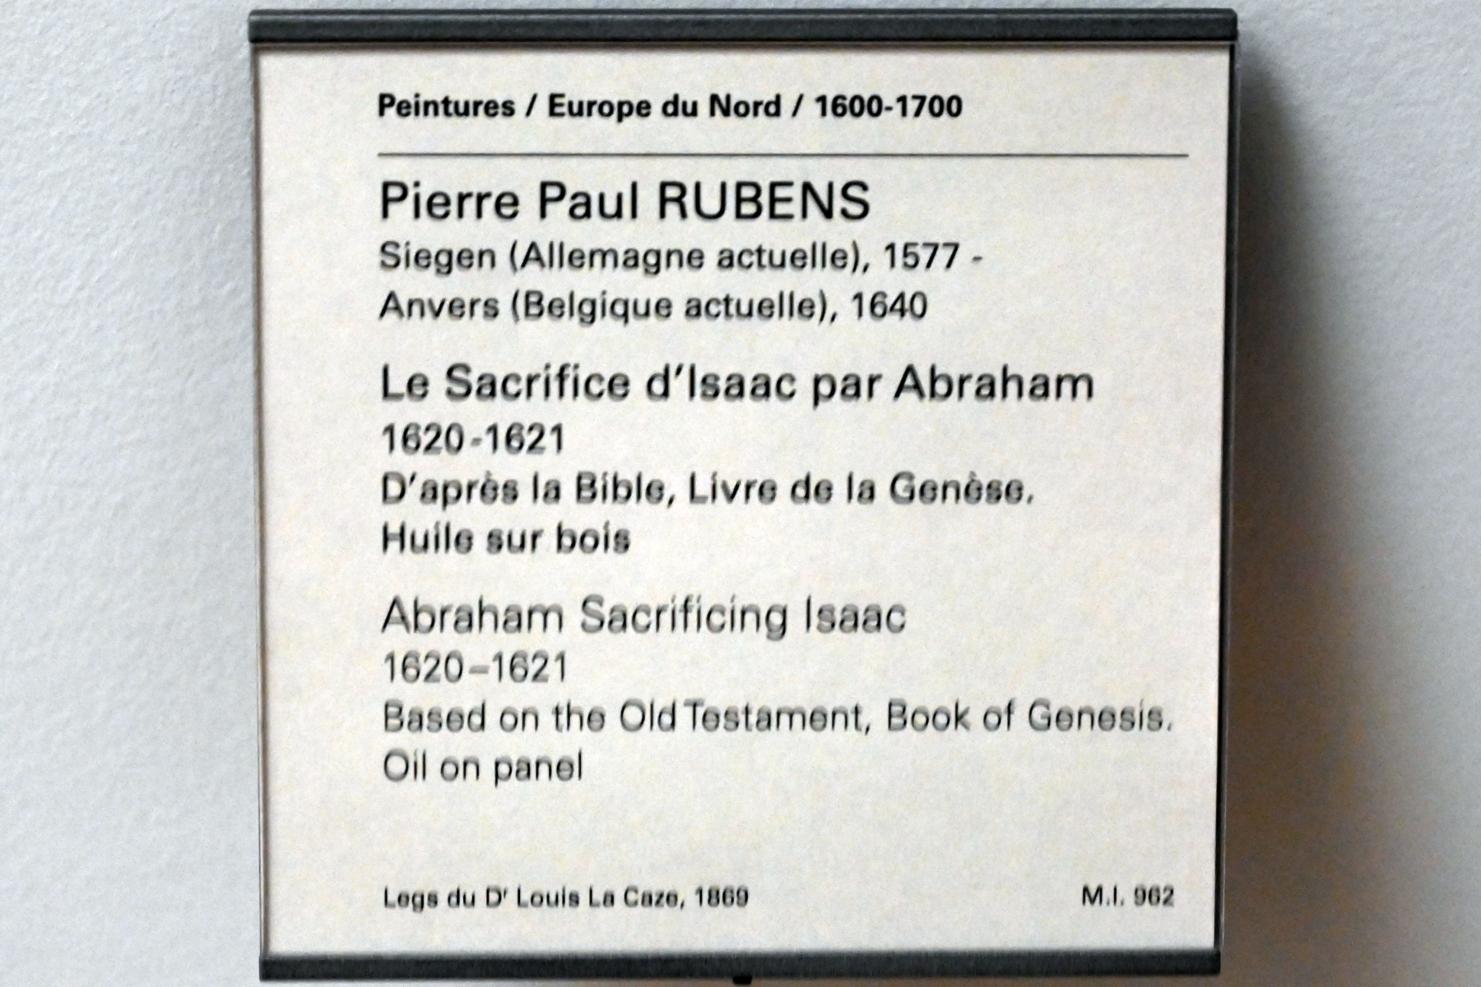 Peintures / Europe du Nord / 1600-1700
Pierre Paul RUBENS
Siegen (Allemagne actuelle), 1577 -
Anvers (Belgique actuelle), 1640
Le Sacrifice d'Isaac par Abraham
1620-1621
D'après la Bible, Livre de la Genèse.
Huile sur bois
Abraham Sacrificing Isaac
1620–1621
Based on the Old Testament, Book of Genesis.
Oil on panel
Legs du Dr Louis La Caze, 1869
M.I. 962